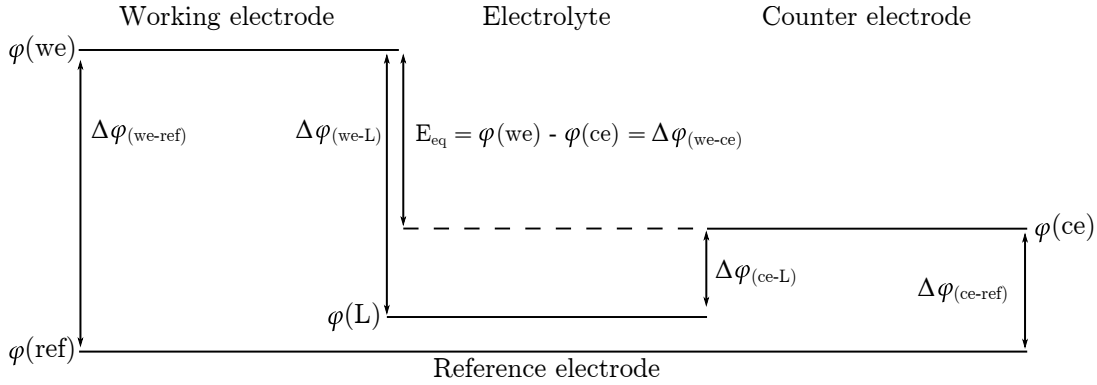 Working electrode
Electrolyte
Counter electrode
φ(we)
Δφ(we-ref)
Δφ(we-L)
E_eq = φ(we) - φ(ce) = Δφ(we-ce)
φ(ce)
Δφ(ce-L)
Δφ(ce-ref)
φ(L)
φ(ref)
Reference electrode